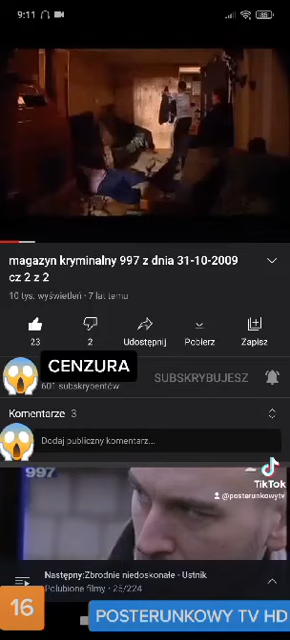 9:11
magazyn kryminalny 997 z dnia 31-10-2009
cz 2 z 2
10 tys. wyświetleń · 7 lat temu
23
2
Udostępnij
Pobierz
Zapisz
CENZURA
601 subskrybentów
SUBSKRYBUJESZ
Komentarze 3
Dodaj publiczny komentarz...
997
TikTok
@posterunkowytv
Następny: Zbrodnie niedoskonałe - Ustnik
Polubione filmy · 25/224
16
POSTERUNKOWY TV HD